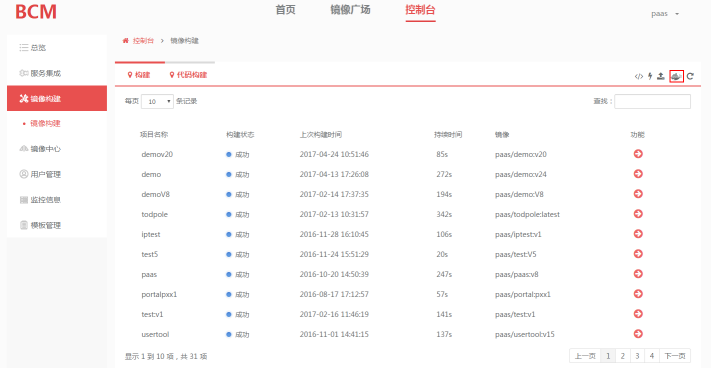 BCM 首页 镜像广场 控制台 paas
控制台 > 镜像构建
总览
服务集成
镜像构建
镜像构建
镜像中心
用户管理
监控信息
模板管理
构建 代码构建 </>
每页 10 条记录 查找：
项目名称 构建状态 上次构建时间 持续时间 镜像 功能
demov20 成功 2017-04-24 10:51:46 85s paas/demo:v20
demo 成功 2017-04-13 17:26:08 272s paas/demo:v24
demoV8 成功 2017-02-14 17:37:35 194s paas/demo:V8
todpole 成功 2017-02-13 10:31:57 342s paas/todpole:latest
iptest 成功 2016-11-28 16:10:45 106s paas/iptest:v1
test5 成功 2016-11-24 15:51:29 20s paas/test:V5
paas 成功 2016-10-20 14:50:39 247s paas/paas:v8
portalpxx1 成功 2016-08-17 17:12:57 57s paas/portal:pxx1
test:v1 成功 2017-02-16 11:46:19 141s paas/test:v1
usertool 成功 2016-11-01 14:41:15 137s paas/usertool:v15
显示 1 到 10 项，共 31 项 上一页 1 2 3 4 下一页